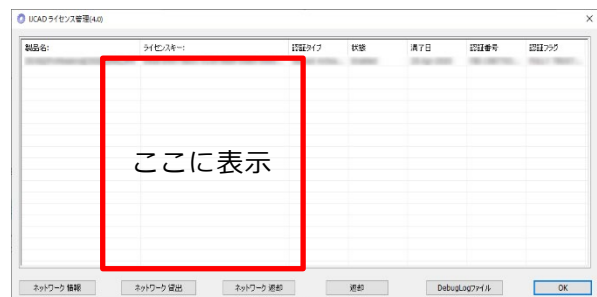 UCAD ライセンス管理(4.0)
製品名: ライセンスキー: 認証タイプ 状態 満了日 認証番号 認証フラグ
ここに表示
ネットワーク 情報 ネットワーク 貸出 ネットワーク 返却 返却 DebugLogファイル OK